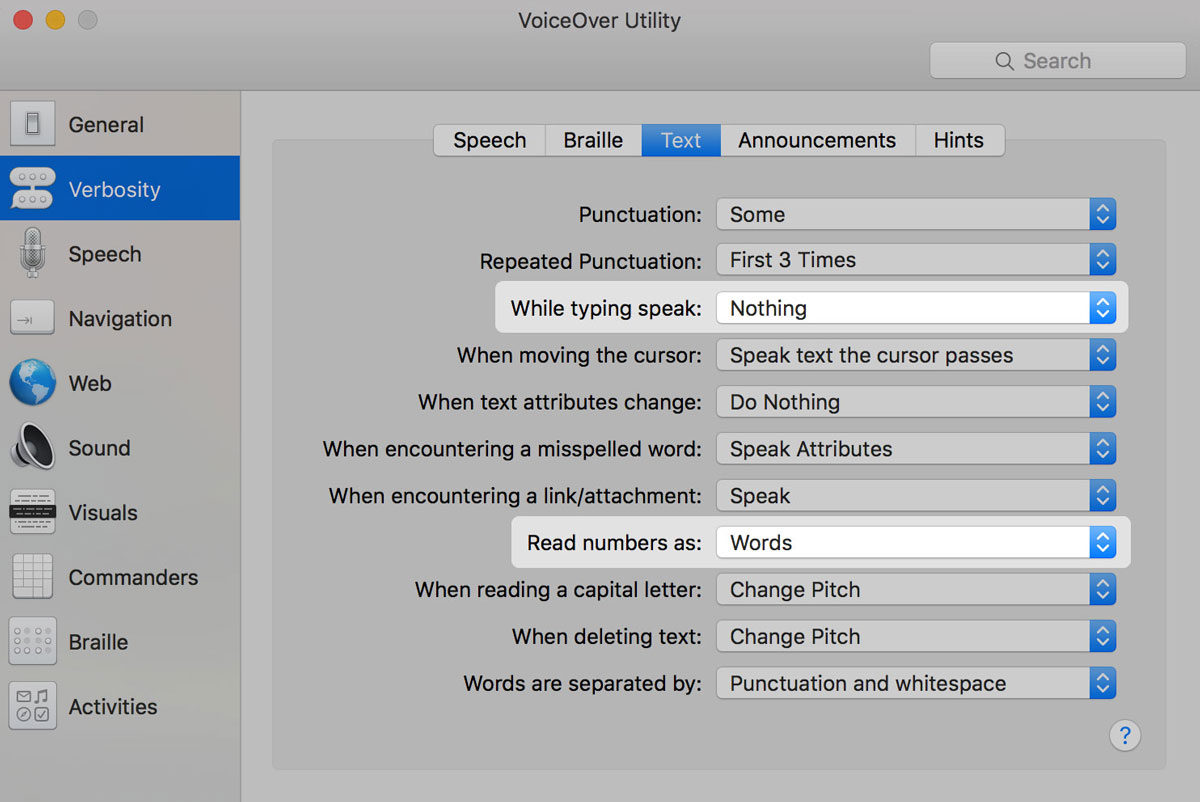 VoiceOver Utility
Search
General
Verbosity
Speech
Navigation
Web
Sound
Visuals
Commanders
Braille
Activities
Speech Braille Text Announcements Hints
Punctuation: Some
Repeated Punctuation: First 3 Times
While typing speak: Nothing
When moving the cursor: Speak text the cursor passes
When text attributes change: Do Nothing
When encountering a misspelled word: Speak Attributes
When encountering a link/attachment: Speak
Read numbers as: Words
When reading a capital letter: Change Pitch
When deleting text: Change Pitch
Words are separated by: Punctuation and whitespace
?